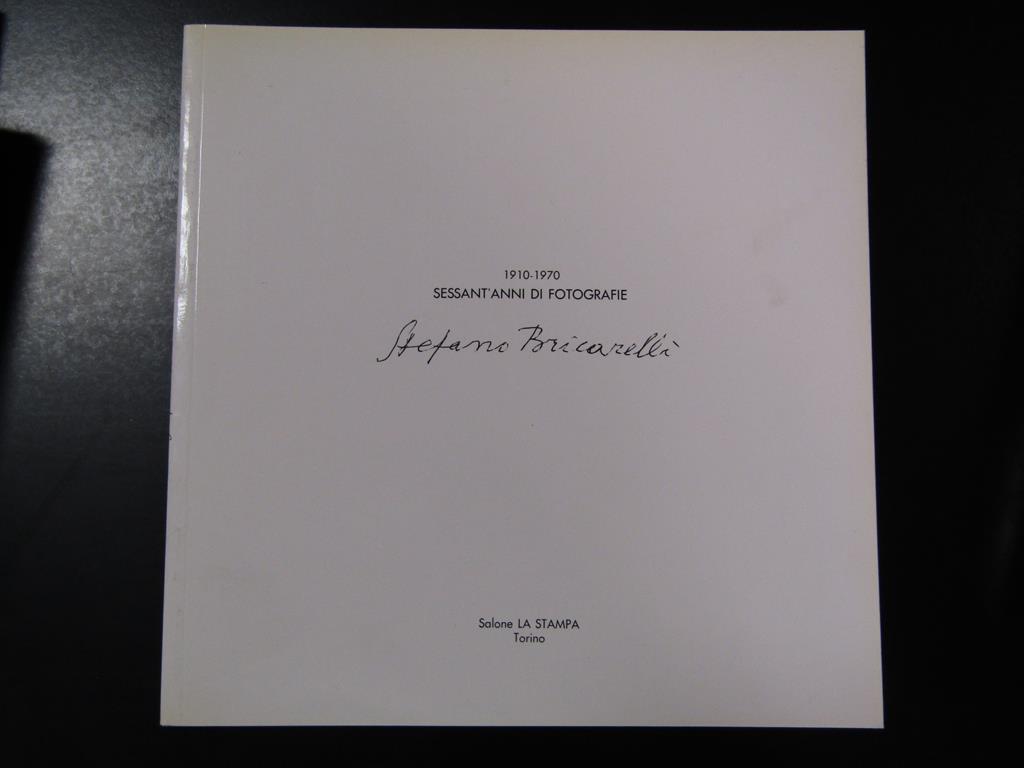 1910-1970
SESSANT'ANNI DI FOTOGRAFIE
Stefano Bricarelli
Salone LA STAMPA
Torino